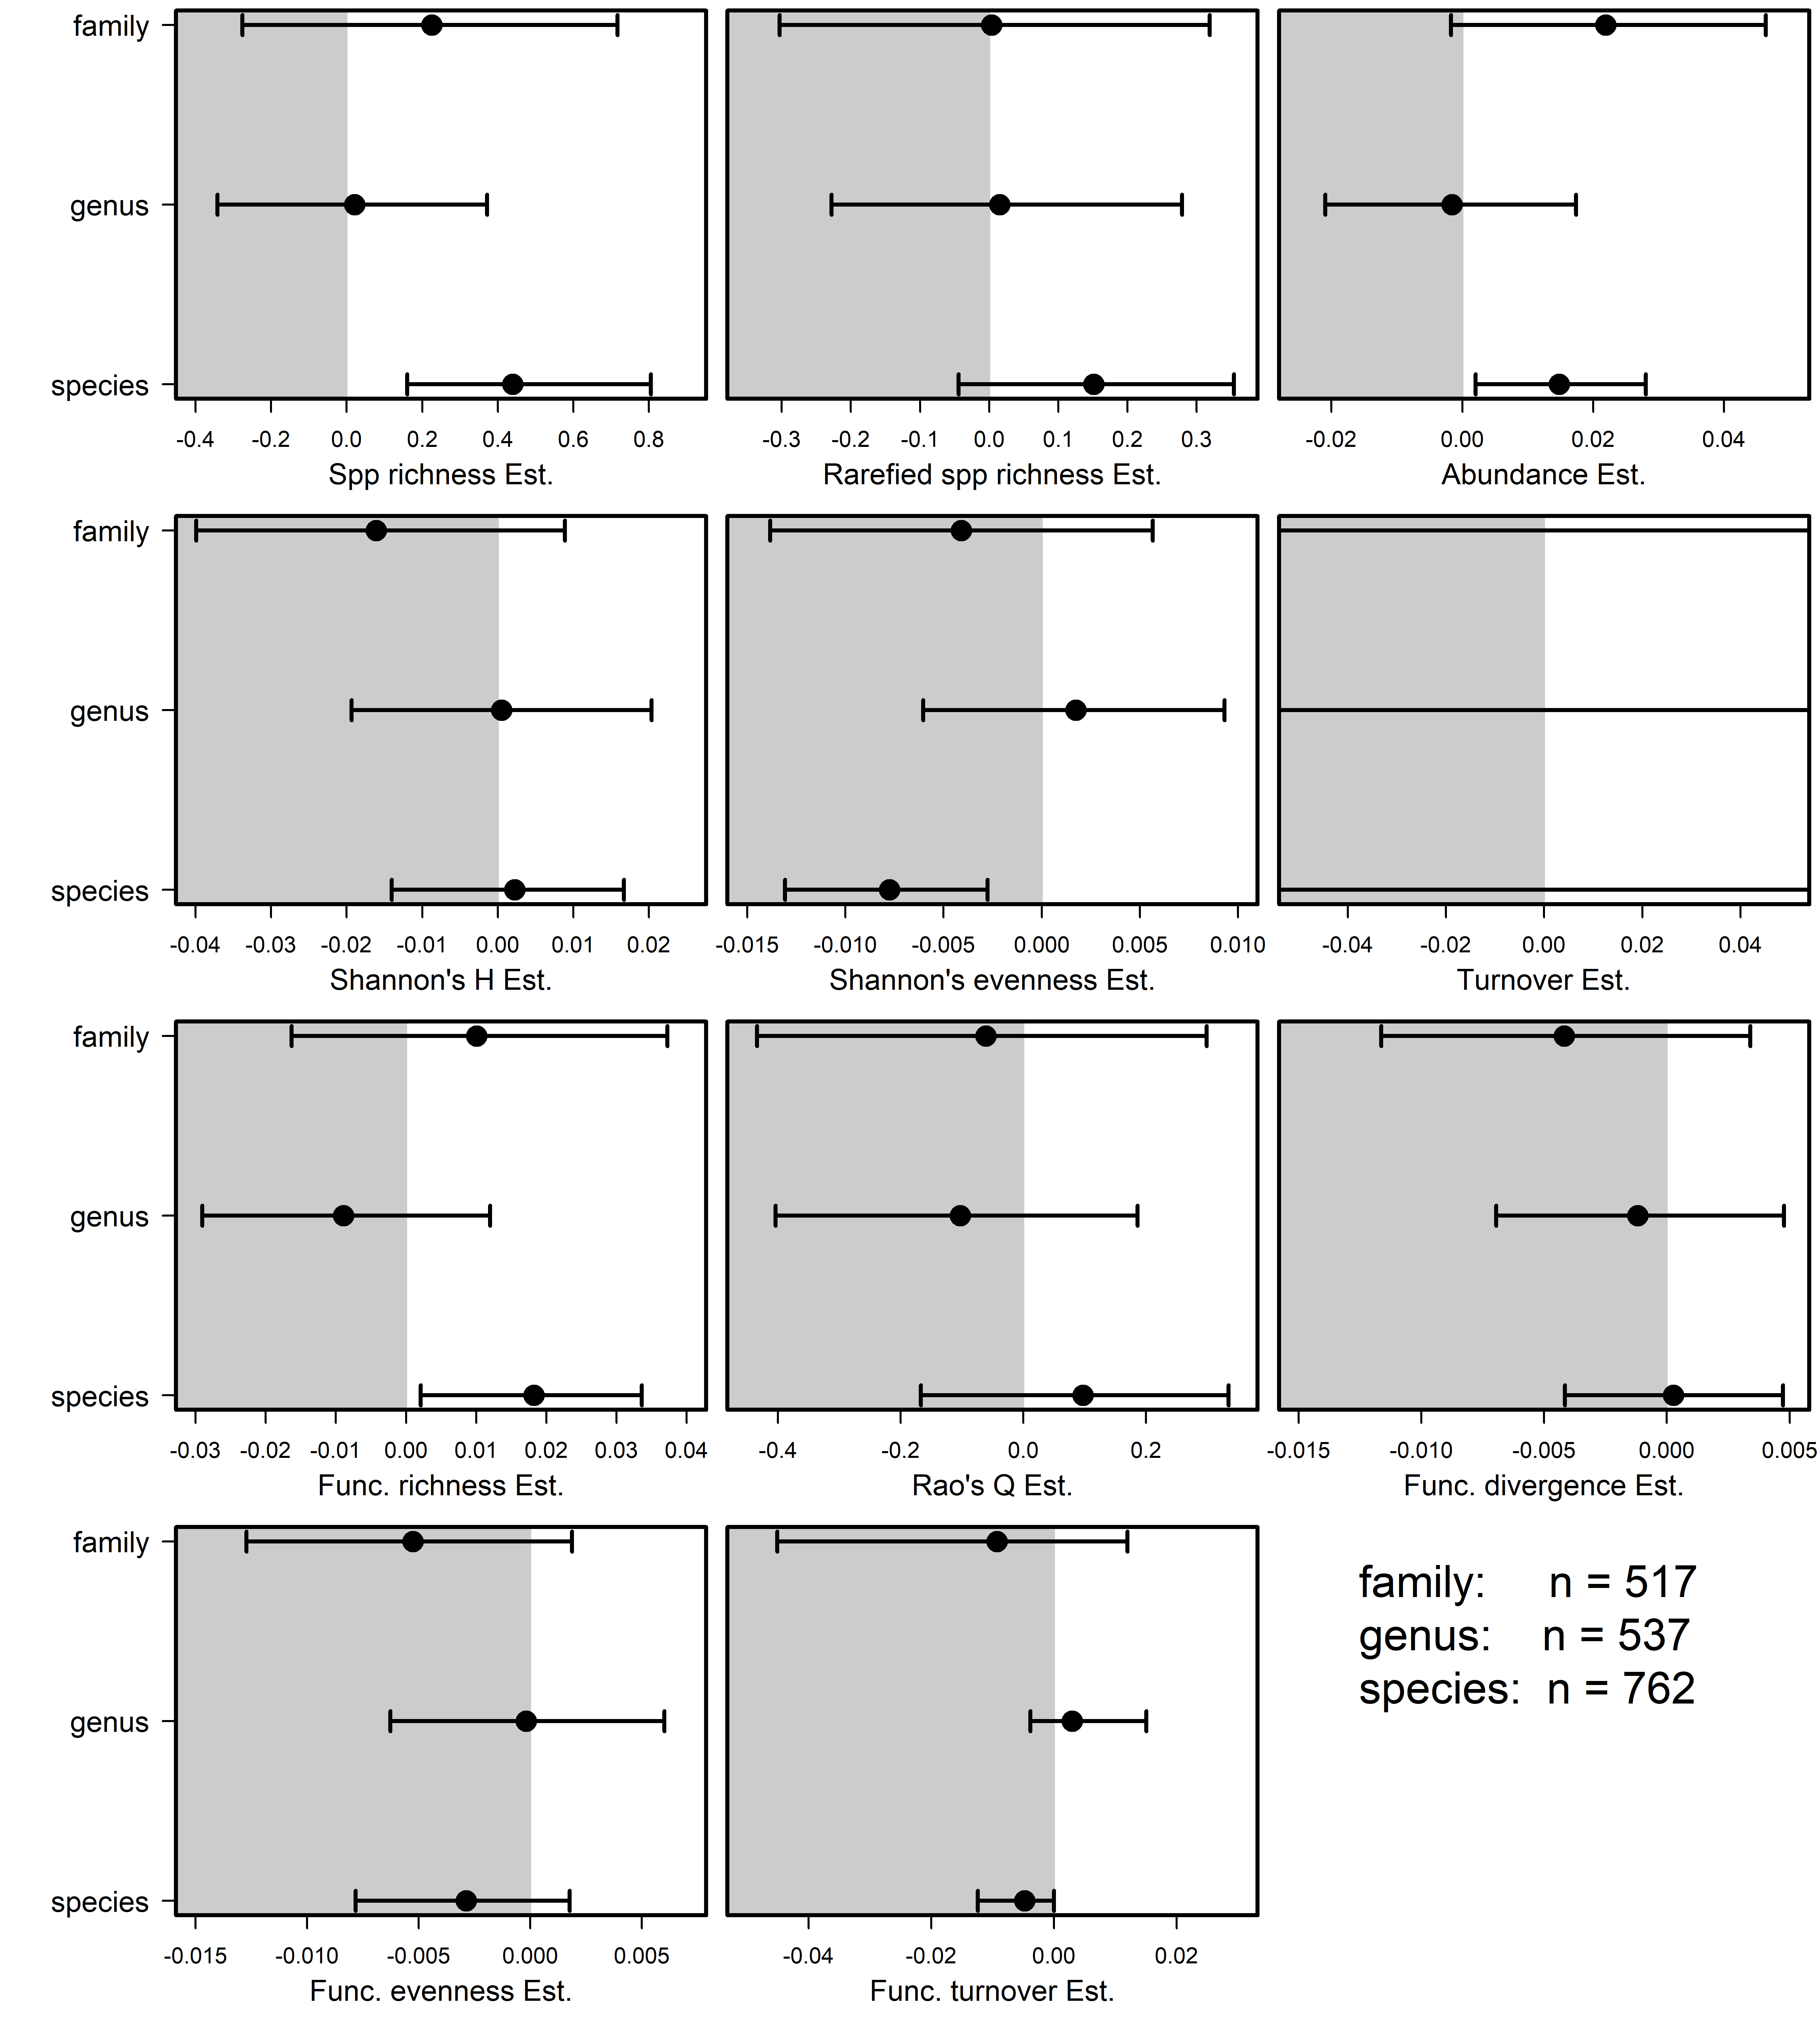 family
genus
species
-0.4 -0.2 0.0 0.2 0.4 0.6 0.8
Spp richness Est.
-0.3 -0.2 -0.1 0.0 0.1 0.2 0.3
Rarefied spp richness Est.
-0.02 0.00 0.02 0.04
Abundance Est.
family
genus
species
-0.04 -0.03 -0.02 -0.01 0.00 0.01 0.02
Shannon's H Est.
-0.015 -0.010 -0.005 0.000 0.005 0.010
Shannon's evenness Est.
-0.04 -0.02 0.00 0.02 0.04
Turnover Est.
family
genus
species
-0.03 -0.02 -0.01 0.00 0.01 0.02 0.03 0.04
Func. richness Est.
-0.4 -0.2 0.0 0.2
Rao's Q Est.
-0.015 -0.010 -0.005 0.000 0.005
Func. divergence Est.
family
genus
species
-0.015 -0.010 -0.005 0.000 0.005
Func. evenness Est.
-0.04 -0.02 0.00 0.02
Func. turnover Est.
family: n = 517
genus: n = 537
species: n = 762